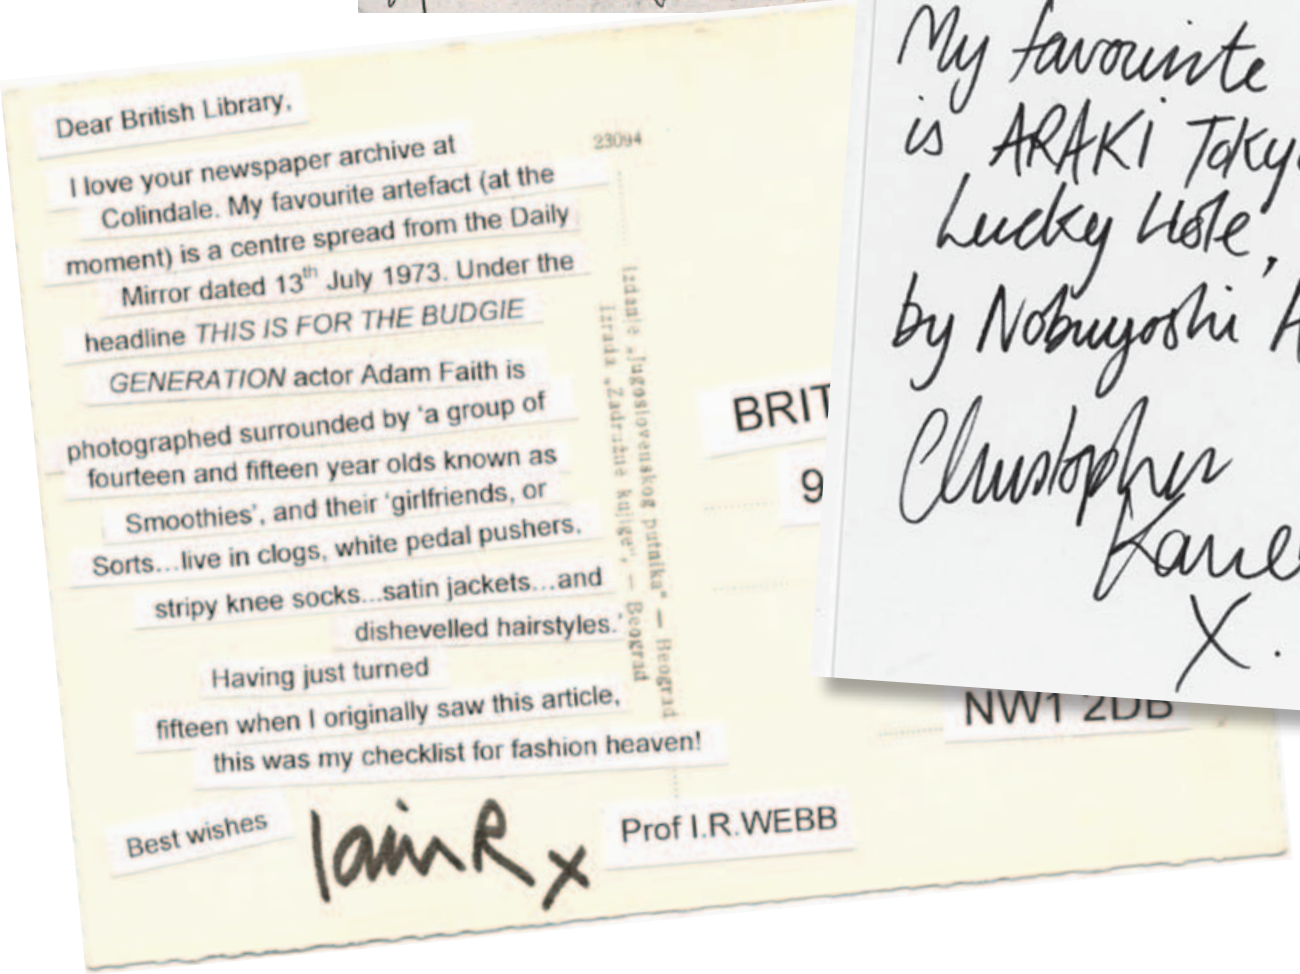 Dear British Library,
I love your newspaper archive at
Colindale. My favourite artefact (at the
moment) is a centre spread from the Daily
Mirror dated 13th July 1973. Under the
headline THIS IS FOR THE BUDGIE
GENERATION actor Adam Faith is
photographed surrounded by ‘a group of
fourteen and fifteen year olds known as
Smoothies’, and their ‘girlfriends, or
Sorts...live in clogs, white pedal pushers,
stripy knee socks...satin jackets...and
dishevelled hairstyles.’
Having just turned
fifteen when I originally saw this article,
this was my checklist for fashion heaven!
Best wishes
Iain R x
Prof I.R.WEBB
23094
Izdanje „Jugoslovenskog putnika“ — Beograd
Izrada „Zadružne knjige“, — Beograd
BRIT
9
NW1 2DB
My favourite
is ARAKI Toky
Lucky Hole,
by Nobuyoshi A
Christopher
Kane
X.